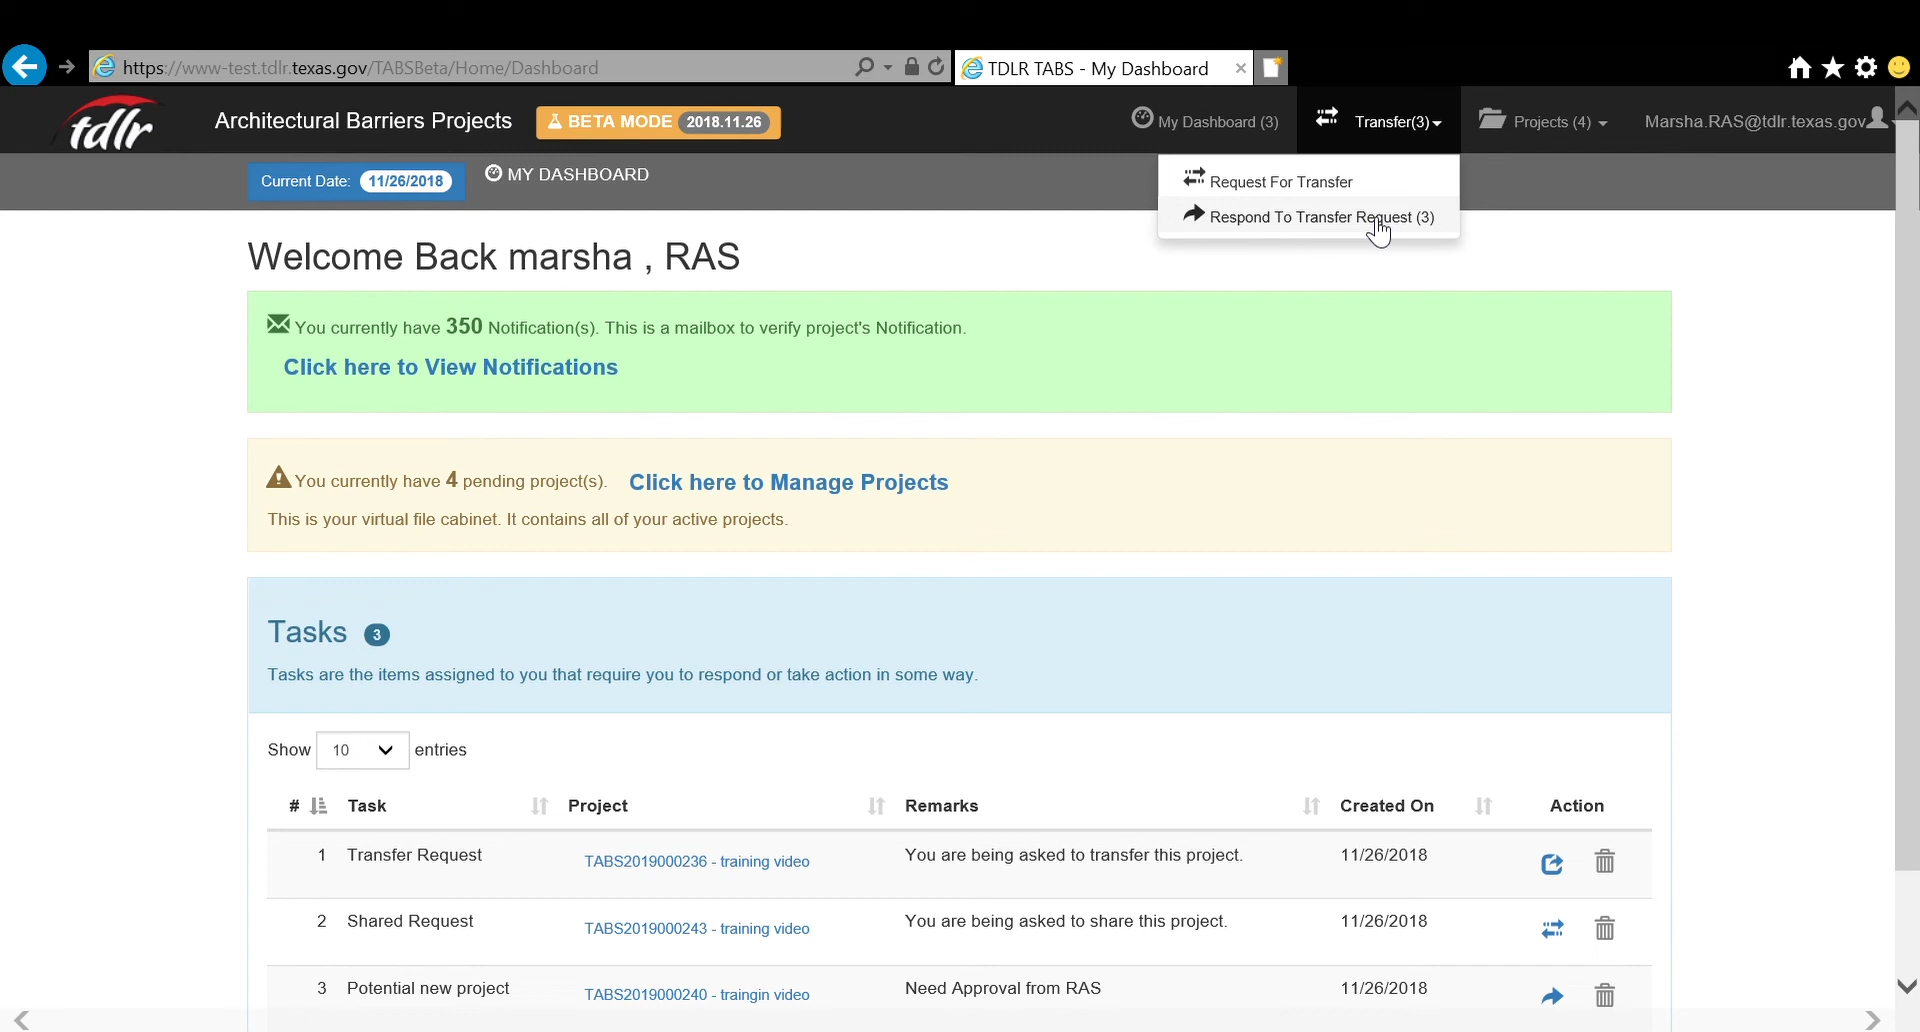 https://www-test.tdlr.texas.gov/TABSBeta/Home/Dashboard
TDLR TABS - My Dashboard
tdlr
Architectural Barriers Projects
BETA MODE 2018.11.26
My Dashboard (3)
Transfer(3)
Projects (4)
Marsha.RAS@tdlr.texas.gov
Current Date: 11/26/2018
MY DASHBOARD
Request For Transfer
Respond To Transfer Request (3)
Welcome Back marsha , RAS
You currently have 350 Notification(s). This is a mailbox to verify project's Notification.
Click here to View Notifications
You currently have 4 pending project(s). Click here to Manage Projects
This is your virtual file cabinet. It contains all of your active projects.
Tasks 3
Tasks are the items assigned to you that require you to respond or take action in some way.
Show 10 entries
# Task Project Remarks Created On Action
1 Transfer Request TABS2019000236 - training video You are being asked to transfer this project. 11/26/2018
2 Shared Request TABS2019000243 - training video You are being asked to share this project. 11/26/2018
3 Potential new project TABS2019000240 - traingin video Need Approval from RAS 11/26/2018